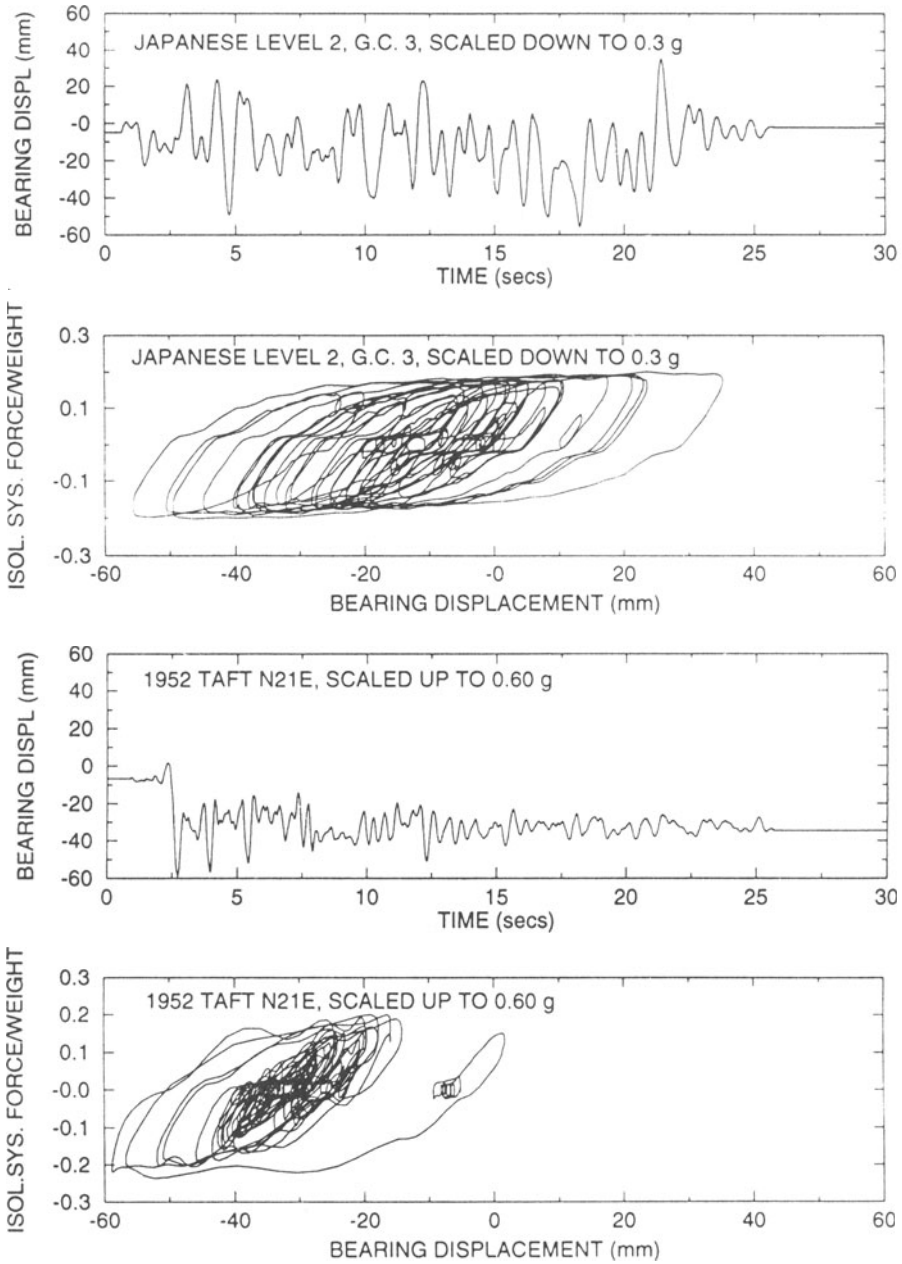 BEARING DISPL (mm)
60
40
20
-0
-20
-40
-60
JAPANESE LEVEL 2, G.C. 3, SCALED DOWN TO 0.3 g
0 5 10 15 20 25 30
TIME (secs)
ISOL. SYS. FORCE/WEIGHT
0.3
0.1
-0.1
-0.3
JAPANESE LEVEL 2, G.C. 3, SCALED DOWN TO 0.3 g
-60 -40 -20 -0 20 40 60
BEARING DISPLACEMENT (mm)
BEARING DISPL (mm)
60
40
20
0
-20
-40
-60
1952 TAFT N21E, SCALED UP TO 0.60 g
0 5 10 15 20 25 30
TIME (secs)
ISOL.SYS. FORCE/WEIGHT
0.3
0.2
0.1
-0.0
-0.1
-0.2
-0.3
1952 TAFT N21E, SCALED UP TO 0.60 g
-60 -40 -20 0 20 40 60
BEARING DISPLACEMENT (mm)